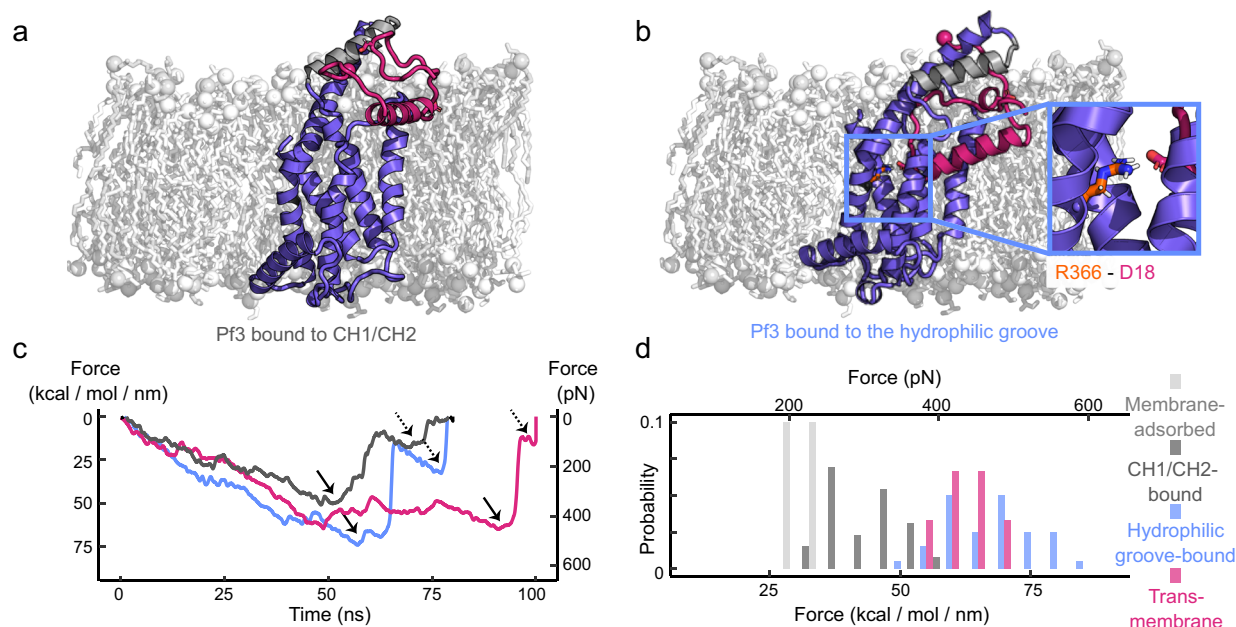 a
b
R366 - D18
Pf3 bound to CH1/CH2
Pf3 bound to the hydrophilic groove
c
d
Force
(kcal / mol / nm)
Force
(pN)
0
25
50
75
0
200
400
600
0
25
50
75
100
Time (ns)
Force (pN)
200
400
600
0.1
0
Probability
25
50
75
Force (kcal / mol / nm)
Membrane-
adsorbed
CH1/CH2-
bound
Hydrophilic
groove-bound
Trans-
membrane